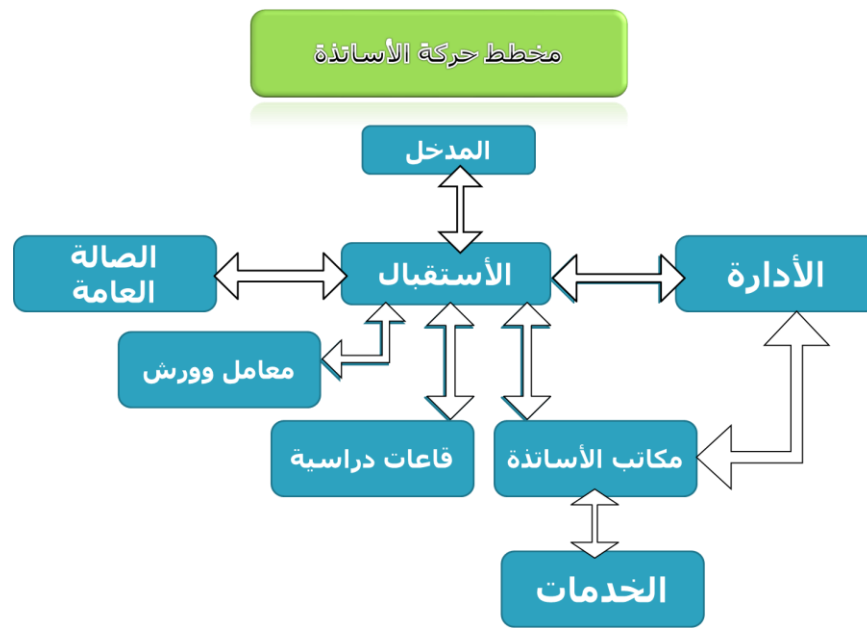 مخطط حركة الأساتذة
المدخل
الصالة
العامة
الأستقبال
الأدارة
معامل وورش
قاعات دراسية
مكاتب الأساتذة
الخدمات